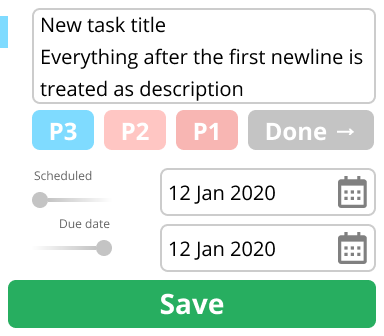 New task title
Everything after the first newline is
treated as description
P3 P2 P1 Done →
Scheduled
12 Jan 2020
Due date
12 Jan 2020
Save